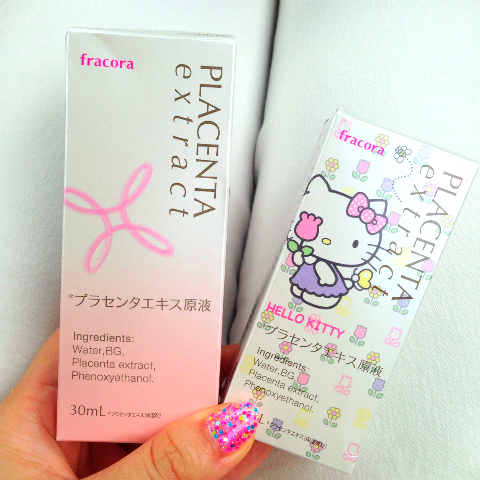 fracora
PLACENTA
extract
*プラセンタエキス原液
Ingredients:
Water,BG,
Placenta extract,
Phenoxyethanol.
30mL
fracora
PLACENTA
extract
HELLO KITTY
プラセンタエキス原液
Ingredients:
Water,BG,
Placenta extract,
Phenoxyethanol.
L